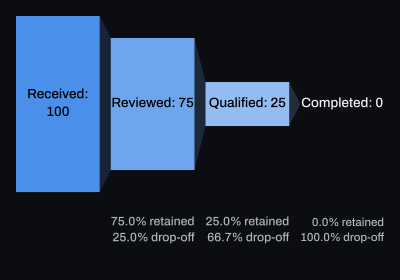 Received:
100
Reviewed: 75
Qualified: 25
Completed: 0
75.0% retained
25.0% drop-off
25.0% retained
66.7% drop-off
0.0% retained
100.0% drop-off